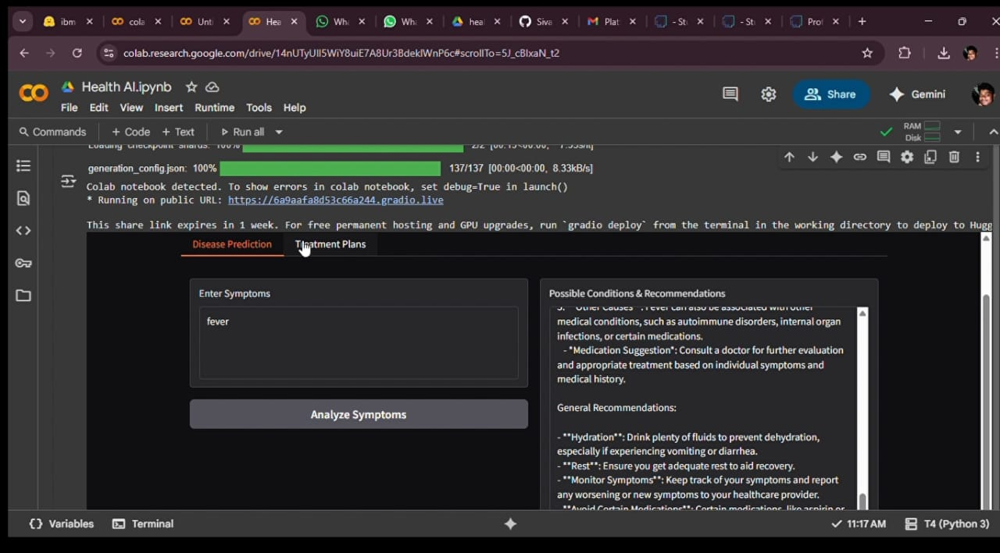 ibm
cola
Unti
Hea
Wha
Wha
heal
Siva
Plat
- Stu
- Stu
Prof
colab.research.google.com/drive/14nUTyUlI5WiY8uiE7A8Ur3BdeklWnP6c#scrollTo=5J_cBlxaN_t2
Health AI.ipynb
File Edit View Insert Runtime Tools Help
Share
Gemini
Commands + Code + Text Run all
RAM
Disk
Loading checkpoint shards: 100% 2/2 [00:15<00:00, 7.33s/it]
generation_config.json: 100% 137/137 [00:00<00:00, 8.33kB/s]
Colab notebook detected. To show errors in colab notebook, set debug=True in launch()
* Running on public URL: https://6a9aafa8d53c66a244.gradio.live
This share link expires in 1 week. For free permanent hosting and GPU upgrades, run `gradio deploy` from the terminal in the working directory to deploy to Hugg
Disease Prediction Treatment Plans
Enter Symptoms
fever
Analyze Symptoms
Possible Conditions & Recommendations
3. **Other Causes**: Fever can also be associated with other
medical conditions, such as autoimmune disorders, internal organ
infections, or certain medications.
- *Medication Suggestion*: Consult a doctor for further evaluation
and appropriate treatment based on individual symptoms and
medical history.
General Recommendations:
- **Hydration**: Drink plenty of fluids to prevent dehydration,
especially if experiencing vomiting or diarrhea.
- **Rest**: Ensure you get adequate rest to aid recovery.
- **Monitor Symptoms**: Keep track of your symptoms and report
any worsening or new symptoms to your healthcare provider.
**Avoid Certain Medications**: Certain medications, like aspirin or
Variables Terminal
11:17 AM T4 (Python 3)